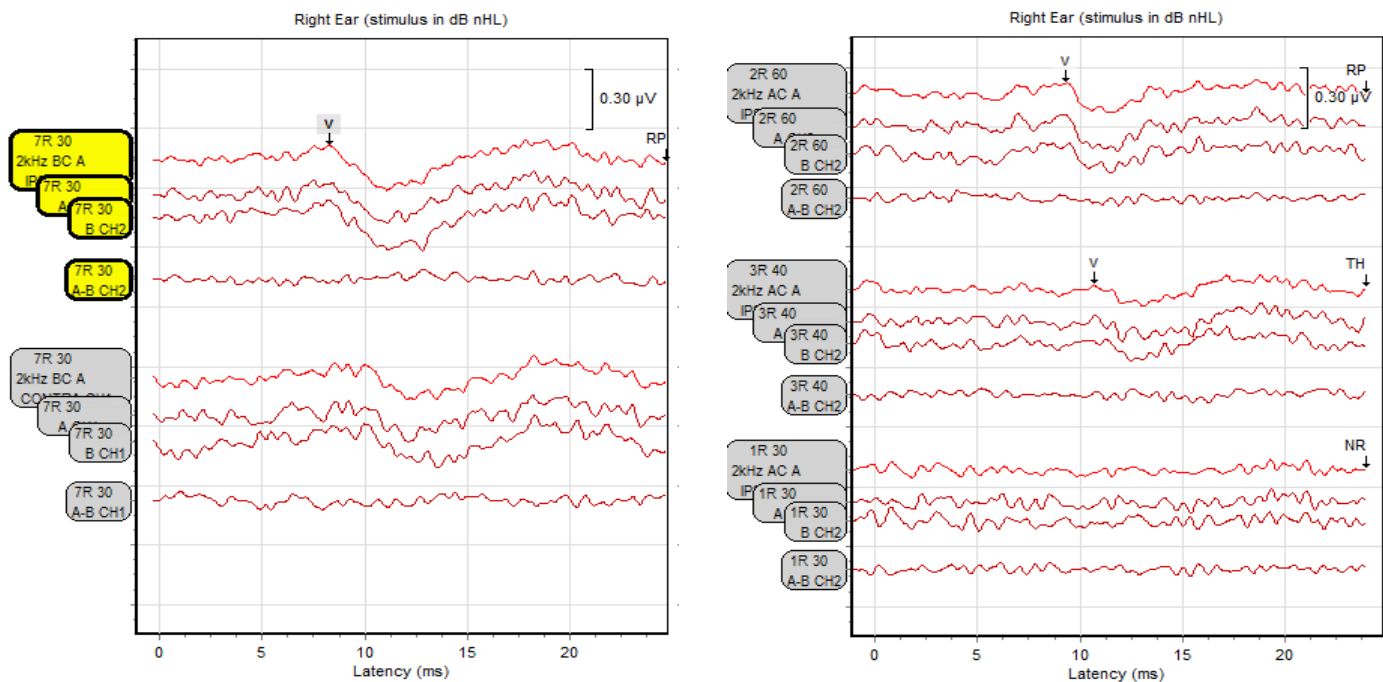 Right Ear (stimulus in dB nHL)
0.30 µV
V
RP
7R 30
2kHz BC A
7R 30
7R 30
B CH2
7R 30
A-B CH2
7R 30
2kHz BC A
7R 30
A
7R 30
B CH1
7R 30
A-B CH1
0
5
10
15
20
Latency (ms)
Right Ear (stimulus in dB nHL)
V
RP
0.30 µV
2R 60
2kHz AC A
2R 60
A
2R 60
B CH2
2R 60
A-B CH2
V
TH
3R 40
2kHz AC A
3R 40
A
3R 40
B CH2
3R 40
A-B CH2
NR
1R 30
2kHz AC A
1R 30
A
1R 30
B CH2
1R 30
A-B CH2
0
5
10
15
20
Latency (ms)